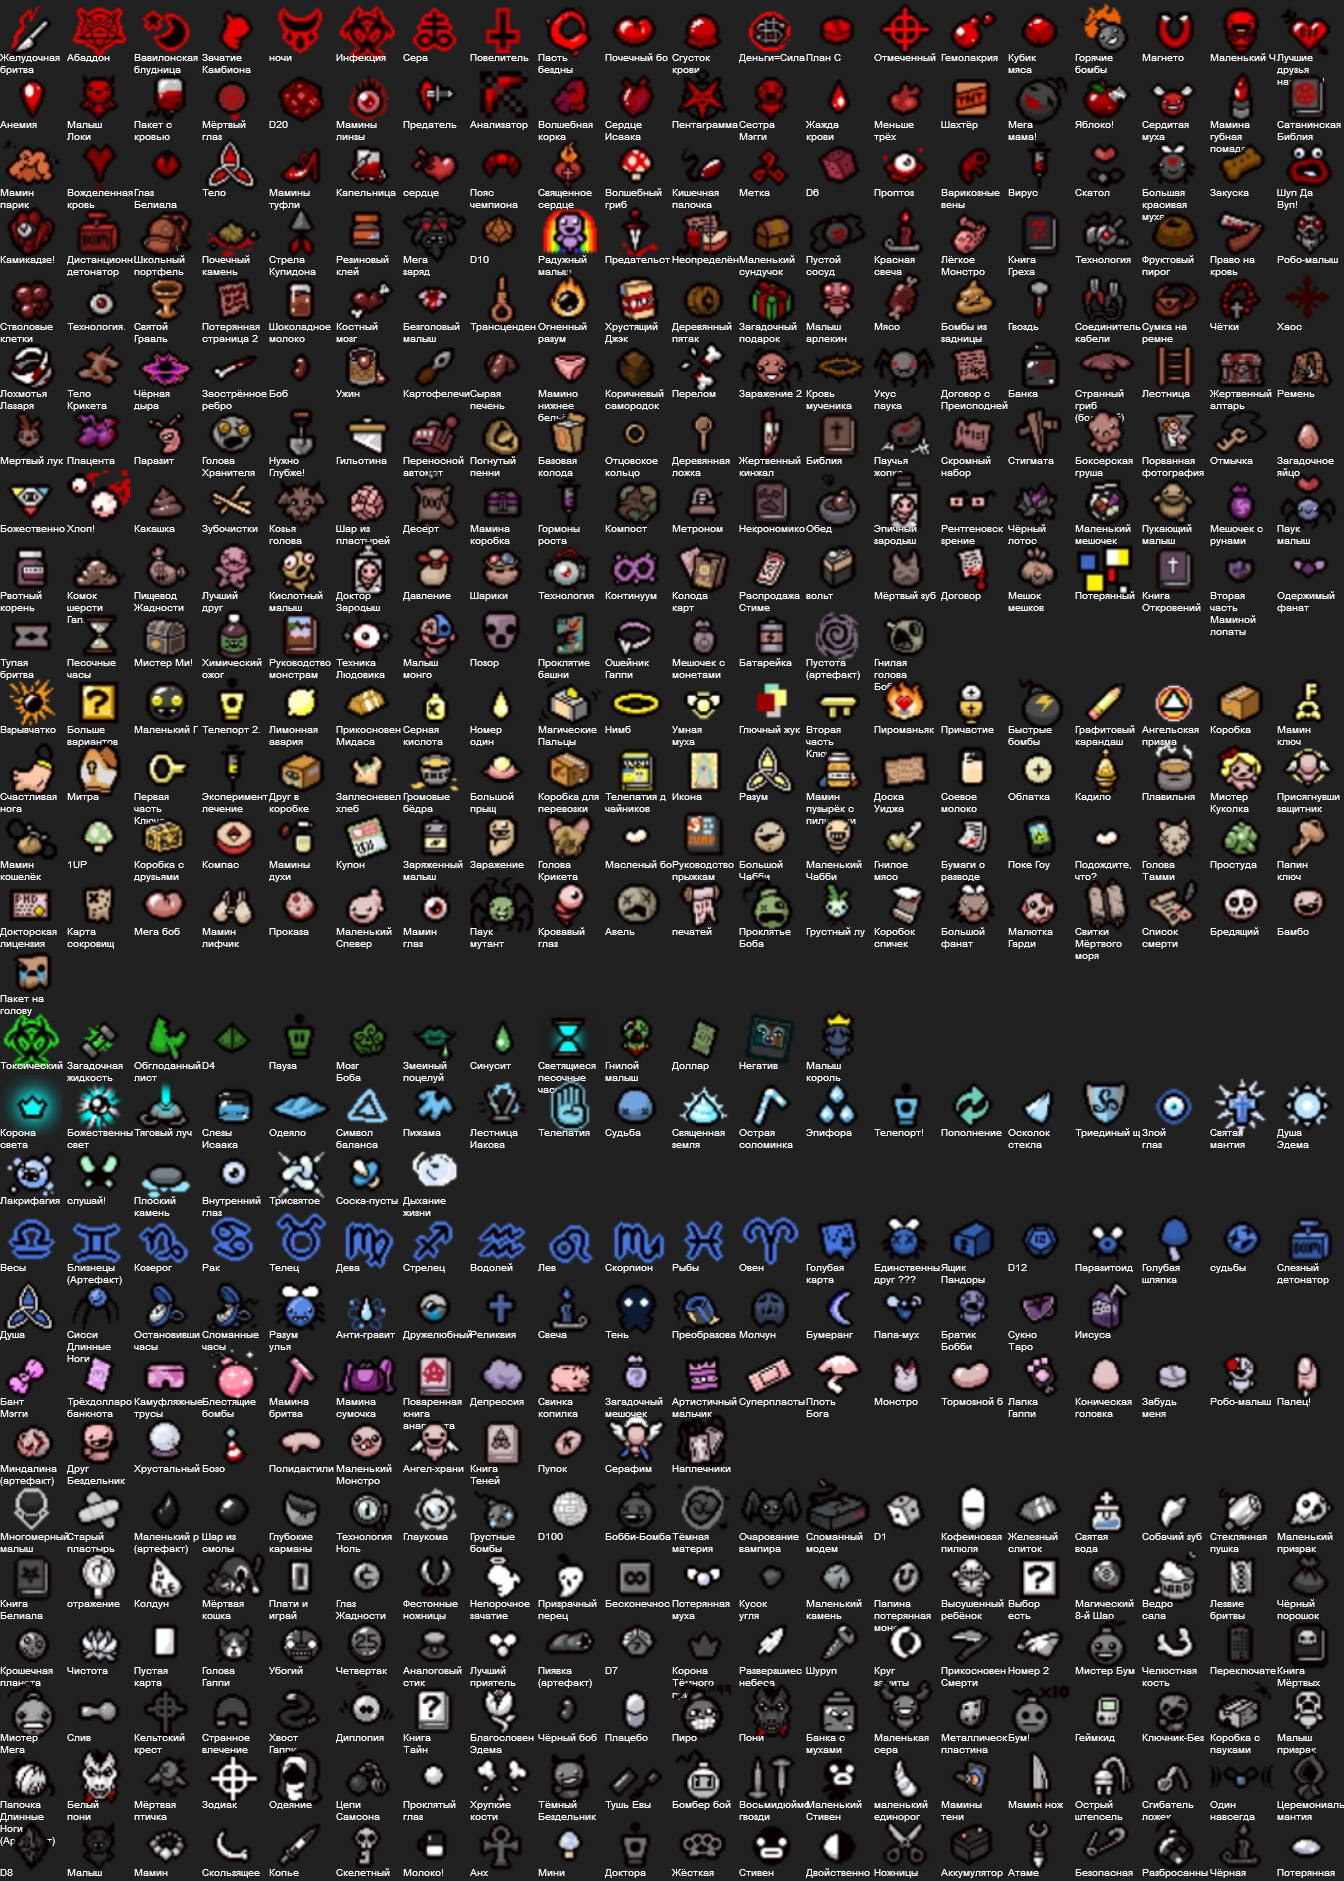 Желудочная бритва
Абаддон
Вавилонская блудница
Зачатие Камбиона
ночи
Инфекция
Сера
Повелитель
Пасть бездны
Почечный бо
Сгусток крови
Деньги=Сила
План С
Отмеченный
Гемолакрия
Кубик мяса
Горячие бомбы
Магнето
Маленький Ч
Лучшие друзья
Анемия
Малыш Локи
Пакет с кровью
Мёртвый глаз
D20
Мамины линзы
Предатель
Анализатор
Волшебная корка
Сердце Исаака
Пентаграмма
Сестра Мэгги
Жажда крови
Меньше трёх
Шахтёр
Мега мама!
Яблоко!
Сердитая муха
Мамина губная
Сатанинская Библия
Мамин парик
Вожделенная кровь
Глаз Белиала
Тело
Мамины туфли
Капельница
сердце
Пояс чемпиона
Священное сердце
Волшебный гриб
Кишечная палочка
Метка
D6
Проптоз
Варикозные вены
Вирус
Скатол
Большая красивая муха
Закуска
Шуп Да Вуп!
Камикадзе!
Дистанционн детонатор
Школьный портфель
Почечный камень
Стрела Купидона
Резиновый клей
Мега заряд
D10
Радужный малыш
Предательст
Неопределён
Маленький сундучок
Пустой сосуд
Красная свеча
Лёгкое Монстро
Книга Греха
Технология
Фруктовый пирог
Право на кровь
Робо-малыш
Стволовые клетки
Технология.
Святой Грааль
Потерянная страница 2
Шоколадное молоко
Костный мозг
Безголовый малыш
Трансценден
Огненный разум
Хрустящий Джэк
Деревянный пятак
Загадочный подарок
Малыш арлекин
Мясо
Бомбы из задницы
Гвоздь
Соединитель кабели
Сумка на ремне
Чётки
Хаос
Лохмотья Лазаря
Тело Крикета
Чёрная дыра
Заострённое ребро
Боб
Ужин
Картофелечи
Сырая печень
Мамино нижнее
Коричневый самородок
Перелом
Заражение 2
Кровь мученика
Укус паука
Договор с Преисподней
Банка
Странный гриб
Лестница
Жертвенный алтарь
Ремень
Мертвый лук
Плацента
Паразит
Голова Хранителя
Нужно Глубже!
Гильотина
Переносной автомат
Погнутый пенни
Базовая колода
Отцовское кольцо
Деревянная ложка
Жертвенный кинжал
Библия
Паучья жопка
Скромный набор
Стигмата
Боксерская груша
Порванная фотография
Отмычка
Загадочное яйцо
Божественно
Хлоп!
Какашка
Зубочистки
Козья голова
Шар из пластырей
Десерт
Мамина коробка
Гормоны роста
Компост
Метроном
Некрономико
Обед
Эпичный зародыш
Рентгеновск зрение
Чёрный лотос
Маленький мешочек
Пукающий малыш
Мешочек с рунами
Паук малыш
Рвотный корень
Комок шерсти Гап
Пищевод Жадности
Лучший друг
Кислотный малыш
Доктор Зародыш
Давление
Шарики
Технология
Континуум
Колода карт
Распродажа Стиме
вольт
Мёртвый зуб
Договор
Мешок мешков
Потерянный
Книга Откровений
Вторая часть Маминой лопаты
Одержимый фанат
Тупая бритва
Песочные часы
Мистер Ми!
Химический ожог
Руководство монстрам
Техника Людовика
Малыш монго
Позор
Проклятие башни
Ошейник Гаппи
Мешочек с монетами
Батарейка
Пустота (артефакт)
Гнилая голова
Взрывчатко
Больше вариантов
Маленький Г
Телепорт 2.
Лимонная авария
Прикосновен Мидаса
Серная кислота
Номер один
Магические Пальцы
Нимб
Умная муха
Глючный жук
Вторая часть
Пироманьяк
Причастие
Быстрые бомбы
Графитовый карандаш
Ангельская призма
Коробка
Мамин ключ
Счастливая нога
Митра
Первая часть Ключа
Эксперимент лечение
Друг в коробке
Заплесневел хлеб
Громовые бёдра
Большой прыщ
Коробка для перевозки
Телепатия д чайников
Икона
Разум
Мамин пузырёк с
Доска Уиджа
Соевое молоко
Облатка
Кадило
Плавильня
Мистер Куколка
Присягнувши защитник
Мамин кошелёк
1UP
Коробка с друзьями
Компас
Мамины духи
Купон
Заряженный малыш
Заражение
Голова Крикета
Масленый бо
Руководство прыжкам
Большой Чабби
Маленький Чабби
Гнилое мясо
Бумаги о разводе
Поке Гоу
Подождите, что?
Голова Тамми
Простуда
Папин ключ
Докторская лицензия
Карта сокровищ
Мега боб
Мамин лифчик
Проказа
Маленький Спевер
Мамин глаз
Паук мутант
Кровавый глаз
Авель
печатей
Проклятье Боба
Грустный лу
Коробок спичек
Большой фанат
Малютка Гарди
Свитки Мёртвого моря
Список смерти
Бредящий
Бамбо
Пакет на голову
Токсический
Загадочная жидкость
Обглоданный лист
D4
Пауза
Мозг Боба
Змеиный поцелуй
Синусит
Светящиеся песочные
Гнилой малыш
Доллар
Негатив
Малыш король
Корона света
Божественны свет
Тяговый луч
Слезы Исаака
Одеяло
Символ баланса
Пижама
Лестница Иакова
Телепатия
Судьба
Священная земля
Острая соломинка
Эпифора
Телепорт!
Пополнение
Осколок стекла
Триединый щ
Злой глаз
Святая мантия
Душа Эдема
Лакрифагия
слушай!
Плоский камень
Внутренний глаз
Трисвятое
Соска-пусты
Дыхание жизни
Весы
Близнецы (Артефакт)
Козерог
Рак
Телец
Дева
Стрелец
Водолей
Лев
Скорпион
Рыбы
Овен
Голубая карта
Единственны друг ???
Ящик Пандоры
D12
Паразитоид
Голубая шляпка
судьбы
Слезный детонатор
Душа
Сисси Длинные Ноги
Остановивши часы
Сломанные часы
Разум улья
Анти-гравит
Дружелюбный
Реликвия
Свеча
Тень
Преобразова
Молчун
Бумеранг
Папа-мух
Братик Бобби
Сукно Таро
Иисуса
Бант Мэгги
Трёхдолларо банкнота
Камуфляжные трусы
Блестящие бомбы
Мамина бритва
Мамина сумочка
Поваренная книга
Депрессия
Свинка копилка
Загадочный мешочек
Артистичный мальчик
Суперпласты
Плоть Бога
Монстро
Тормозной б
Лапка Гаппи
Коническая головка
Забудь меня
Робо-малыш
Палец!
Миндалина (артефакт)
Друг Бездельник
Хрустальный
Бозо
Полидактили
Маленький Монстро
Ангел-храни
Книга Теней
Пупок
Серафим
Наплечники
Многомерный малыш
Старый пластырь
Маленький р (артефакт)
Шар из смолы
Глубокие карманы
Технология Ноль
Глаукома
Грустные бомбы
D100
Бобби-Бомба
Тёмная материя
Очарование вампира
Сломанный модем
D1
Кофеиновая пилюля
Железный слиток
Святая вода
Собачий зуб
Стеклянная пушка
Маленький призрак
Книга Белиала
отражение
Колдун
Мёртвая кошка
Плати и играй
Глаз Жадности
Фестонные ножницы
Непорочное зачатие
Призрачный перец
Бесконечнос
Потерянная муха
Кусок угля
Маленький камень
Папина потерянная
Высушенный ребёнок
Выбор есть
Магический 8-й Шар
Ведро сала
Лезвие бритвы
Чёрный порошок
Крошечная планета
Чистота
Пустая карта
Голова Гаппи
Убогий
Четвертак
Аналоговый стик
Лучший приятель
Пиявка (артефакт)
D7
Корона Тёмного
Развершиес небеса
Шуруп
Круг защиты
Прикосновен Смерти
Номер 2
Мистер Бум
Челюстная кость
Переключате
Книга Мёртвых
Мистер Мега
Слив
Кельтский крест
Странное влечение
Хвост Гаппи
Диплопия
Книга Тайн
Благословен Эдема
Чёрный боб
Плацебо
Пиро
Пони
Банка с мухами
Маленькая сера
Металлическ пластина
Бум!
Геймкид
Ключник-Без
Коробка с пауками
Малыш призрак
Папочка Длинные Ноги
Белый пони
Мёртвая птичка
Зодиак
Одеяние
Цепи Самсона
Проклятый глаз
Хрупкие кости
Тёмный Бездельник
Тушь Евы
Бомбер бой
Восьмидюймо гвозди
Маленький Стивен
маленький единорог
Мамины тени
Мамин нож
Острый штепсель
Сгибатель ложек
Один навсегда
Церемониаль мантия
D8
Малыш
Мамин
Скользящее
Копье
Скелетный
Молоко!
Анх
Мини
Доктора
Жёсткая
Стивен
Двойственно
Ножницы
Аккумулятор
Атаме
Безопасная
Разбросанны
Чёрная
Потерянная